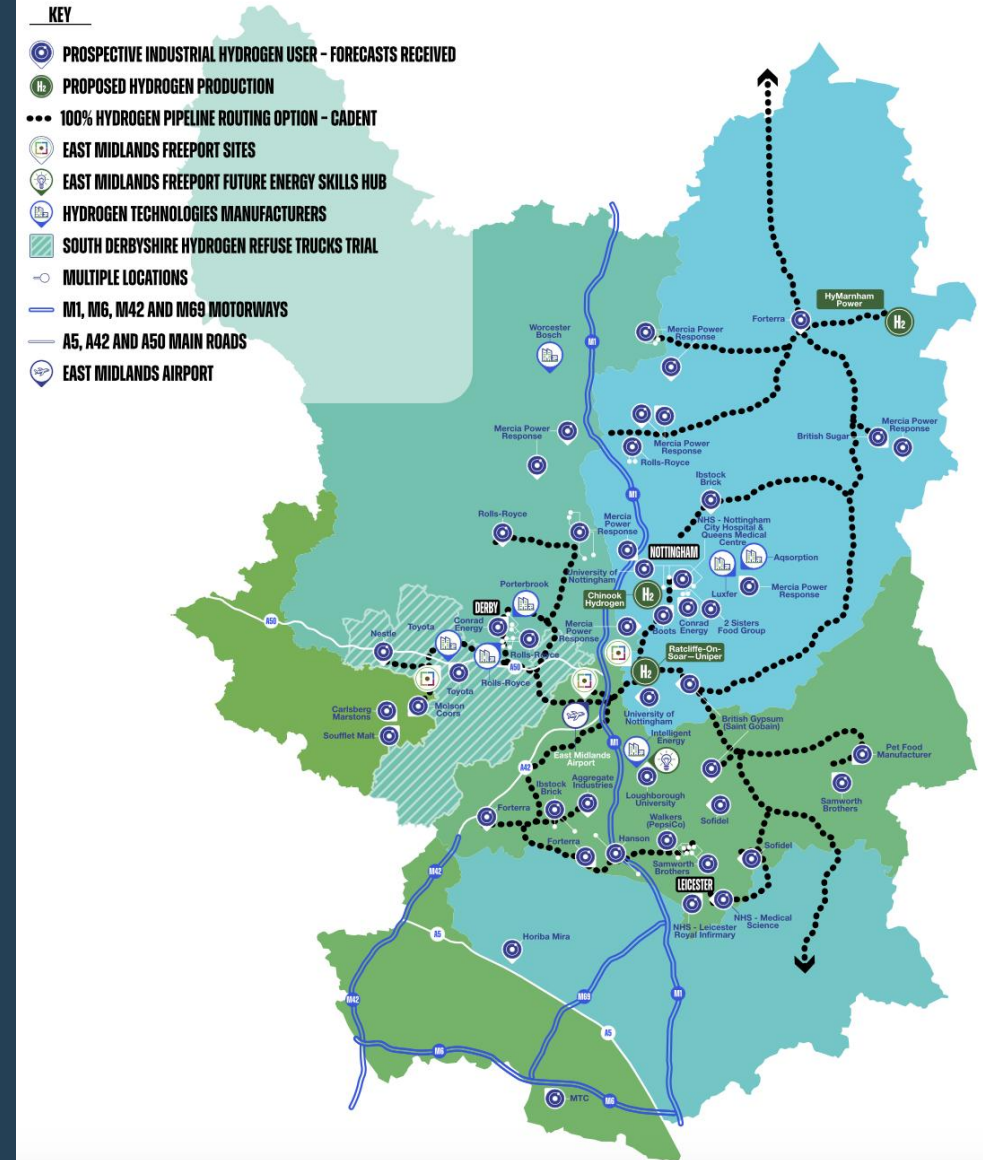 KEY
PROSPECTIVE INDUSTRIAL HYDROGEN USER – FORECASTS RECEIVED
H₂
PROPOSED HYDROGEN PRODUCTION
100% HYDROGEN PIPELINE ROUTING OPTION – CADENT
EAST MIDLANDS FREEPORT SITES
EAST MIDLANDS FREEPORT FUTURE ENERGY SKILLS HUB
HYDROGEN TECHNOLOGIES MANUFACTURERS
SOUTH DERBYSHIRE HYDROGEN REFUSE TRUCKS TRIAL
MULTIPLE LOCATIONS
M1, M6, M42 AND M69 MOTORWAYS
A5, A42 AND A50 MAIN ROADS
EAST MIDLANDS AIRPORT
HyMarnham
Power
H₂
Forterra
Worcester
Bosch
M1
Mercia Power
Response
Mercia Power
Response
Mercia Power
Response
Rolls-Royce
British Sugar
Mercia Power
Response
M1
Ibstock
Brick
Rolls-Royce
Mercia
Power
Response
NHS - Nottingham
City Hospital &
Queens Medical
Centre
NOTTINGHAM
Aqsorption
University of
Nottingham
Luxfer
Mercia Power
Response
Chinook
Hydrogen
H₂
Porterbrook
DERBY
Conrad
Energy
Mercia
Power
Response
Boots
Conrad
Energy
2 Sisters
Food Group
A50
Nestle
Toyota
Rolls-Royce
A50
Ratcliffe-On-
Soar—Uniper
H₂
Toyota
Rolls-Royce
Carlsberg
Marstons
Molson
Coors
Soufflet Malt
University of
Nottingham
British Gypsum
(Saint Gobain)
M1
Intelligent
Energy
East Midlands
Airport
Pet Food
Manufacturer
A42
Ibstock
Brick
Aggregate
Industries
Loughborough
University
Samworth
Brothers
Forterra
Sofidel
Walkers
(PepsiCo)
Forterra
Hanson
Sofidel
Samworth
Brothers
M42
LEICESTER
NHS - Leicester
Royal Infirmary
NHS - Medical
Science
A5
Horiba Mira
M42
M69
M1
A5
M6
MTC
M6